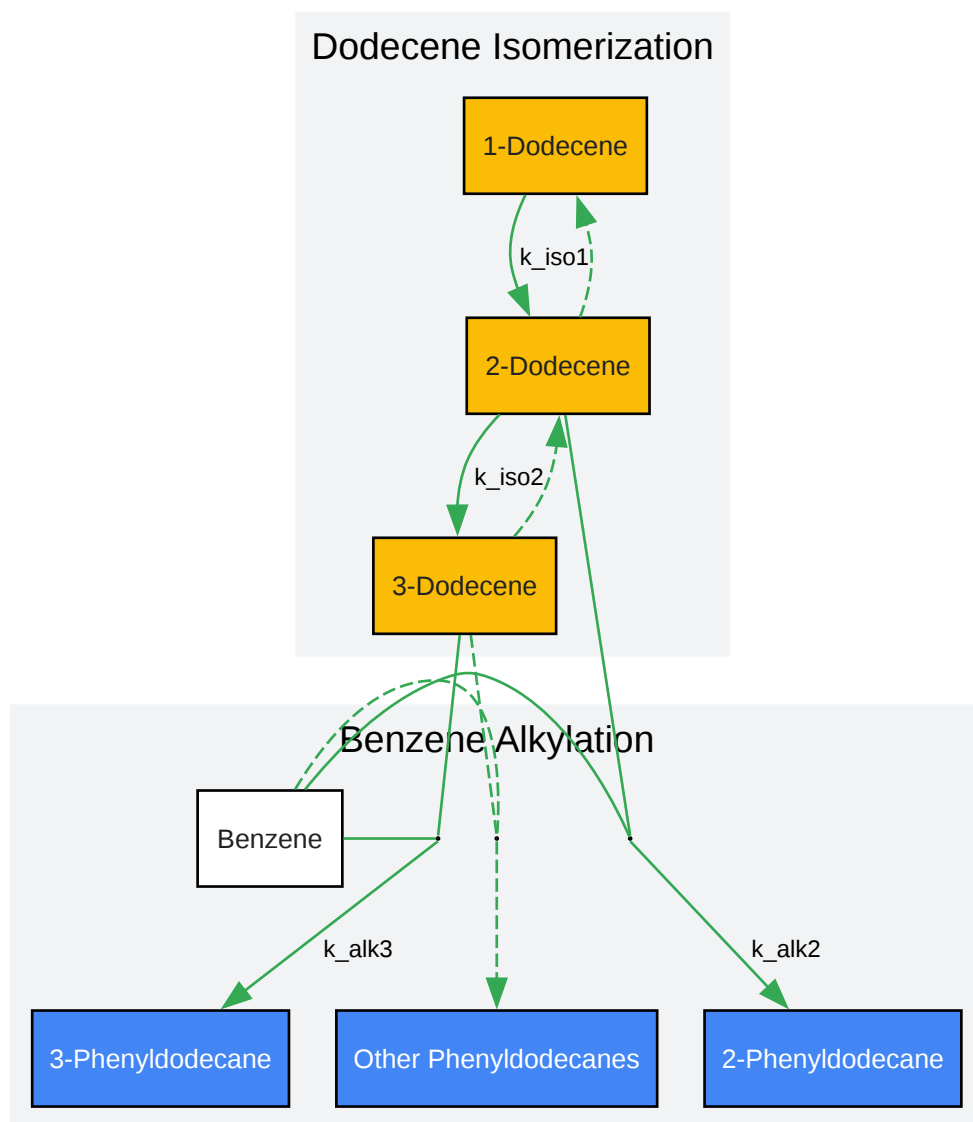 Dodecene Isomerization
1-Dodecene
k_iso1
2-Dodecene
k_iso2
3-Dodecene
Benzene Alkylation
Benzene
k_alk3
k_alk2
3-Phenyldodecane
Other Phenyldodecanes
2-Phenyldodecane